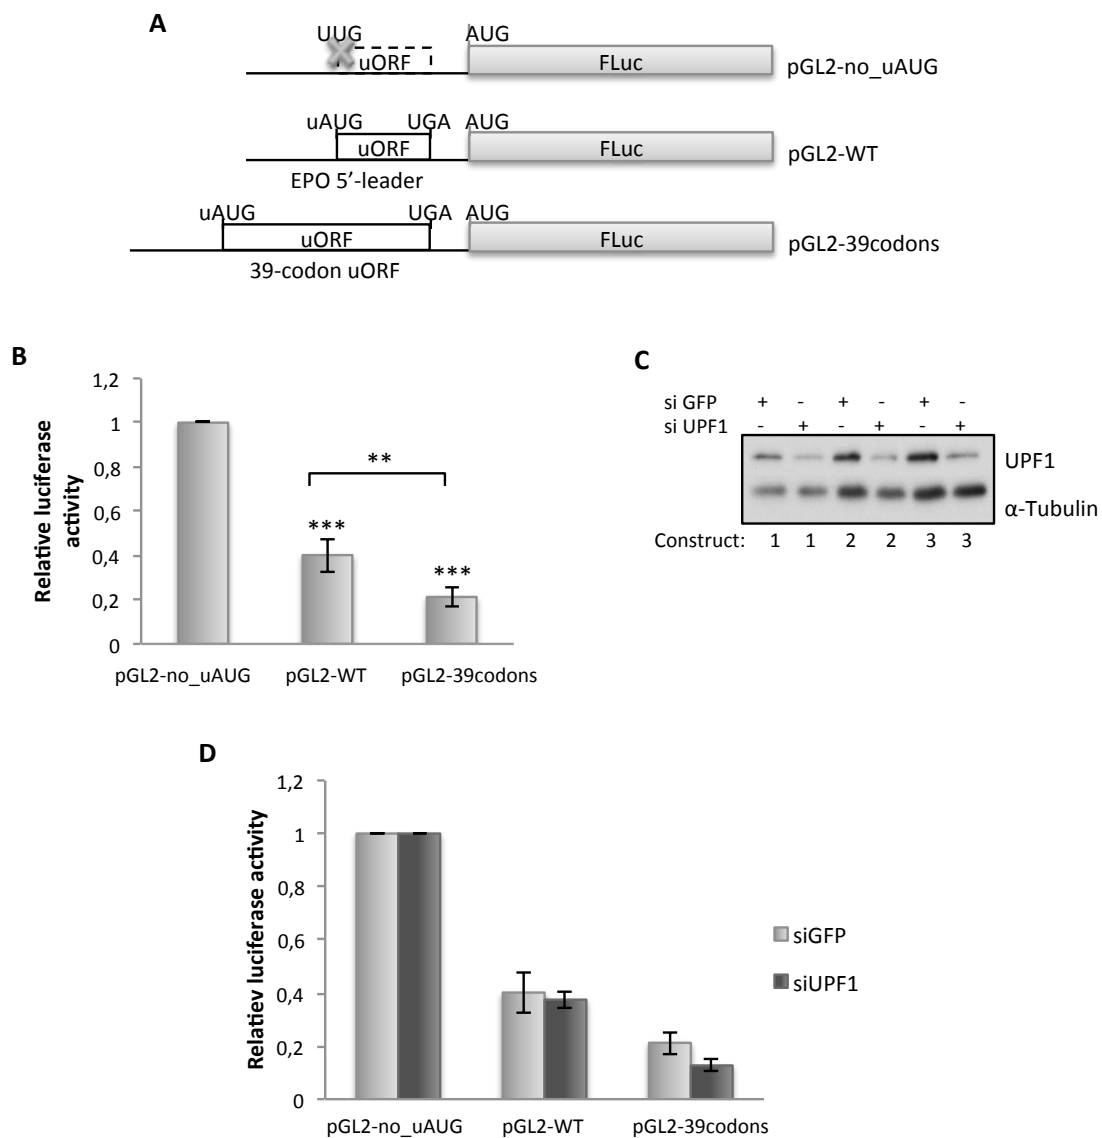 A
UUG AUG
uORF FLuc pGL2-no_uAUG
uAUG UGA AUG
uORF FLuc pGL2-WT
EPO 5’-leader
uAUG UGA AUG
uORF FLuc pGL2-39codons
39-codon uORF
B
Relative luciferase activity
1,2
1
0,8
0,6
0,4
0,2
0
**
***
***
pGL2-no_uAUG pGL2-WT pGL2-39codons
C
si GFP + - + - + -
si UPF1 - + - + - +
UPF1
α-Tubulin
Construct: 1 1 2 2 3 3
D
Relatiev luciferase activity
1,2
1
0,8
0,6
0,4
0,2
0
siGFP
siUPF1
pGL2-no_uAUG pGL2-WT pGL2-39codons